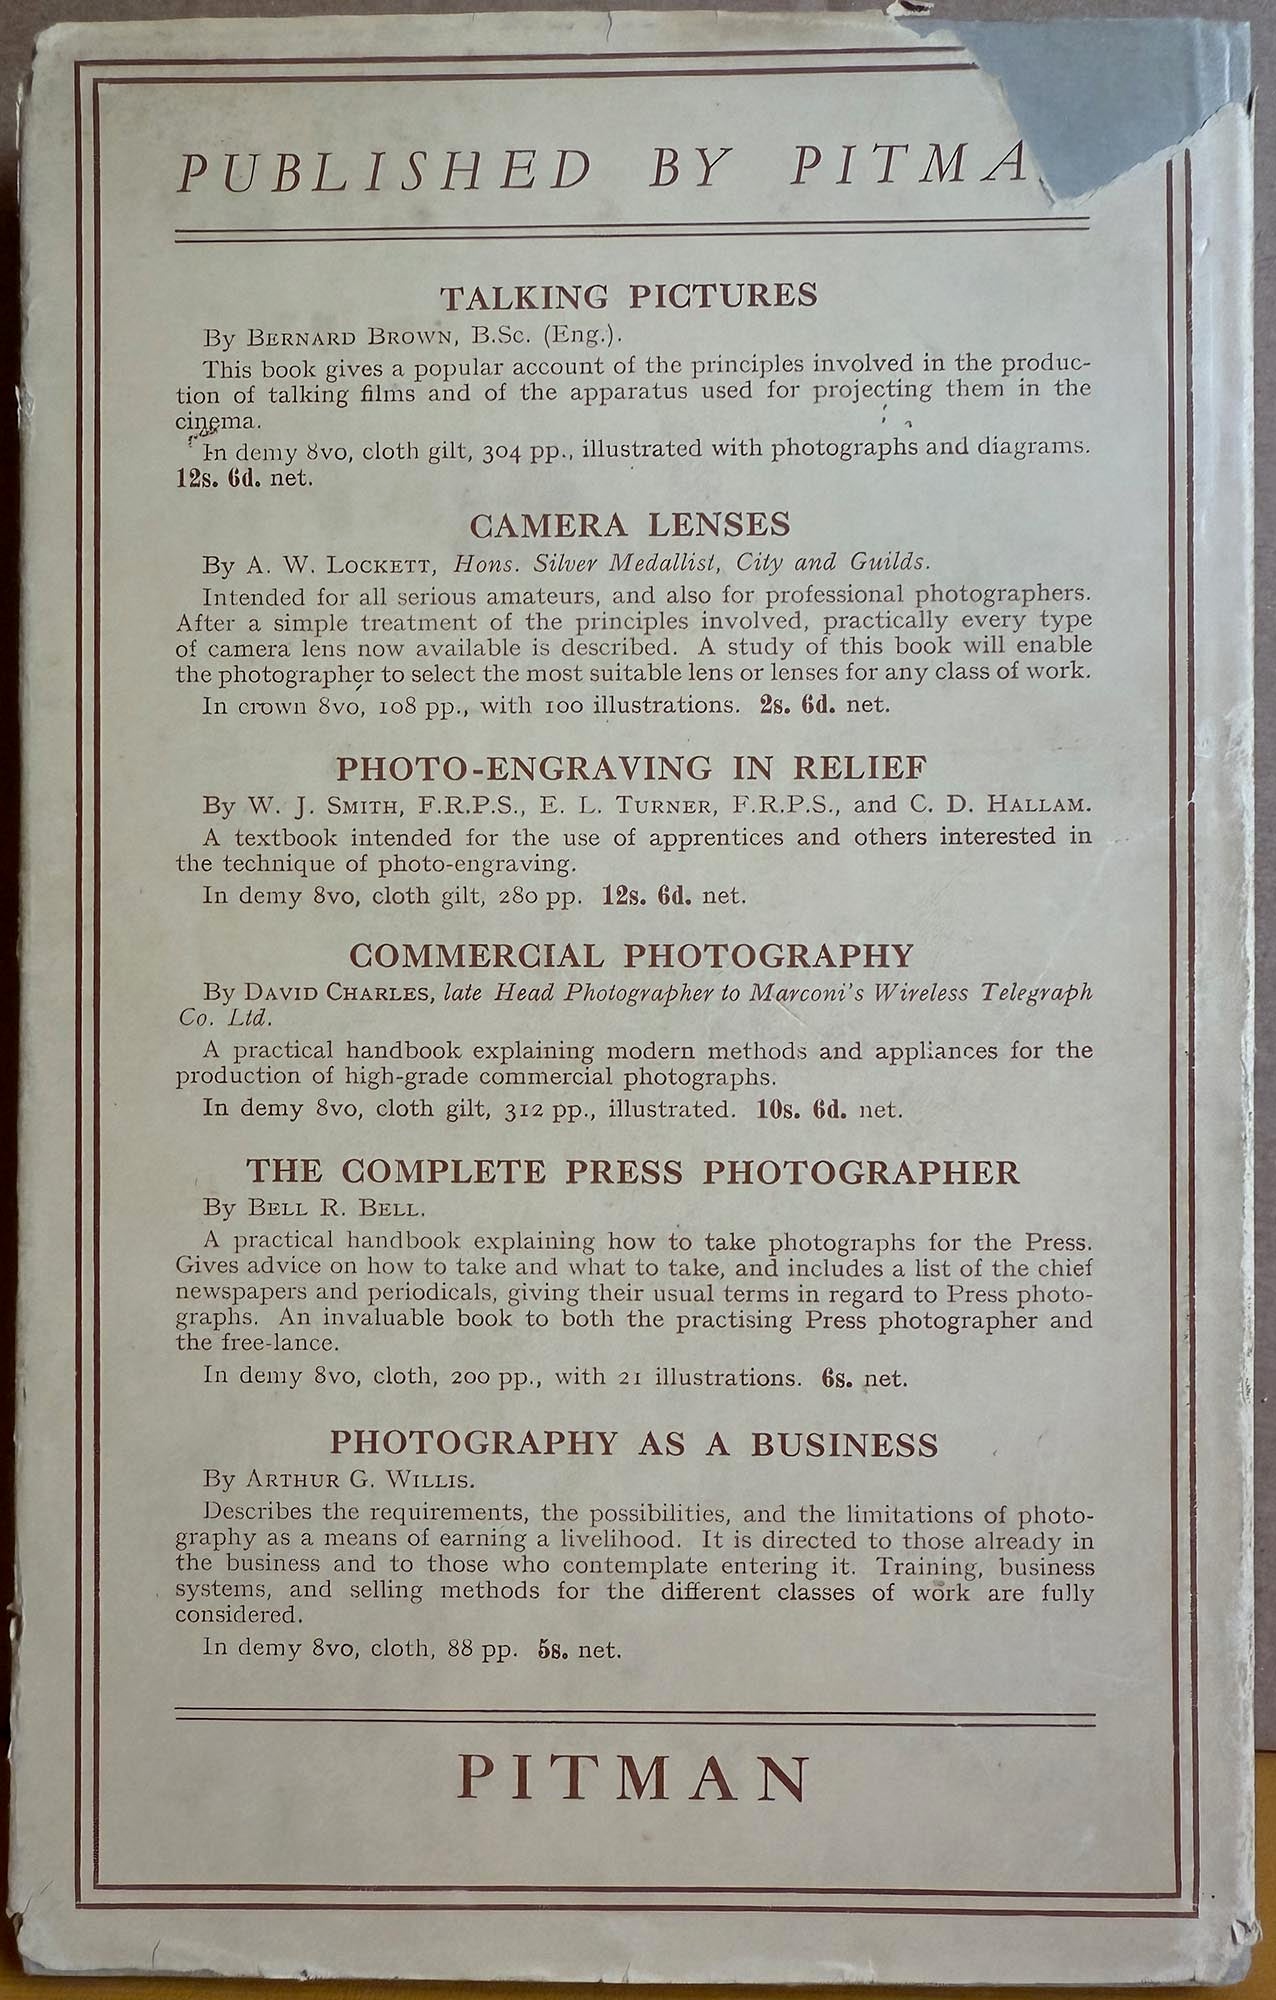 PUBLISHED BY PITMA
TALKING PICTURES
By BERNARD BROWN, B.Sc. (Eng.).
This book gives a popular account of the principles involved in the produc-
tion of talking films and of the apparatus used for projecting them in the
cinema.
In demy 8vo, cloth gilt, 304 pp., illustrated with photographs and diagrams.
12s. 6d. net.
CAMERA LENSES
By A. W. LOCKETT, Hons. Silver Medallist, City and Guilds.
Intended for all serious amateurs, and also for professional photographers.
After a simple treatment of the principles involved, practically every type
of camera lens now available is described. A study of this book will enable
the photographer to select the most suitable lens or lenses for any class of work.
In crown 8vo, 108 pp., with 100 illustrations. 2s. 6d. net.
PHOTO-ENGRAVING IN RELIEF
By W. J. SMITH, F.R.P.S., E. L. TURNER, F.R.P.S., and C. D. HALLAM.
A textbook intended for the use of apprentices and others interested in
the technique of photo-engraving.
In demy 8vo, cloth gilt, 280 pp. 12s. 6d. net.
COMMERCIAL PHOTOGRAPHY
By DAVID CHARLES, late Head Photographer to Marconi's Wireless Telegraph
Co. Ltd.
A practical handbook explaining modern methods and appliances for the
production of high-grade commercial photographs.
In demy 8vo, cloth gilt, 312 pp., illustrated. 10s. 6d. net.
THE COMPLETE PRESS PHOTOGRAPHER
By BELL R. BELL.
A practical handbook explaining how to take photographs for the Press.
Gives advice on how to take and what to take, and includes a list of the chief
newspapers and periodicals, giving their usual terms in regard to Press photo-
graphs. An invaluable book to both the practising Press photographer and
the free-lance.
In demy 8vo, cloth, 200 pp., with 21 illustrations. 6s. net.
PHOTOGRAPHY AS A BUSINESS
By ARTHUR G. WILLIS.
Describes the requirements, the possibilities, and the limitations of photo-
graphy as a means of earning a livelihood. It is directed to those already in
the business and to those who contemplate entering it. Training, business
systems, and selling methods for the different classes of work are fully
considered.
In demy 8vo, cloth, 88 pp. 5s. net.
PITMAN